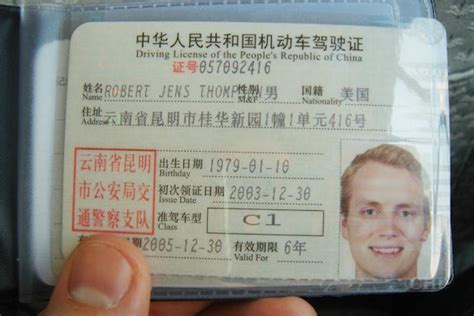 中华人民共和国机动车驾驶证
Driving License of the People's Republic of China
证号057092416
姓名 ROBERT JENS THOMPSON 性别 男 国籍 美国
Name M&F Nationality
住址 云南省昆明市桂华新园1幢1单元416号
Address
云南省昆明
市公安局交
通警察支队
出生日期 1979-01-10
Birthday
初次领证日期 2003-12-30
Issue Date
准驾车型 C1
Class
2005-12-30 有效期限 6年
Valid For